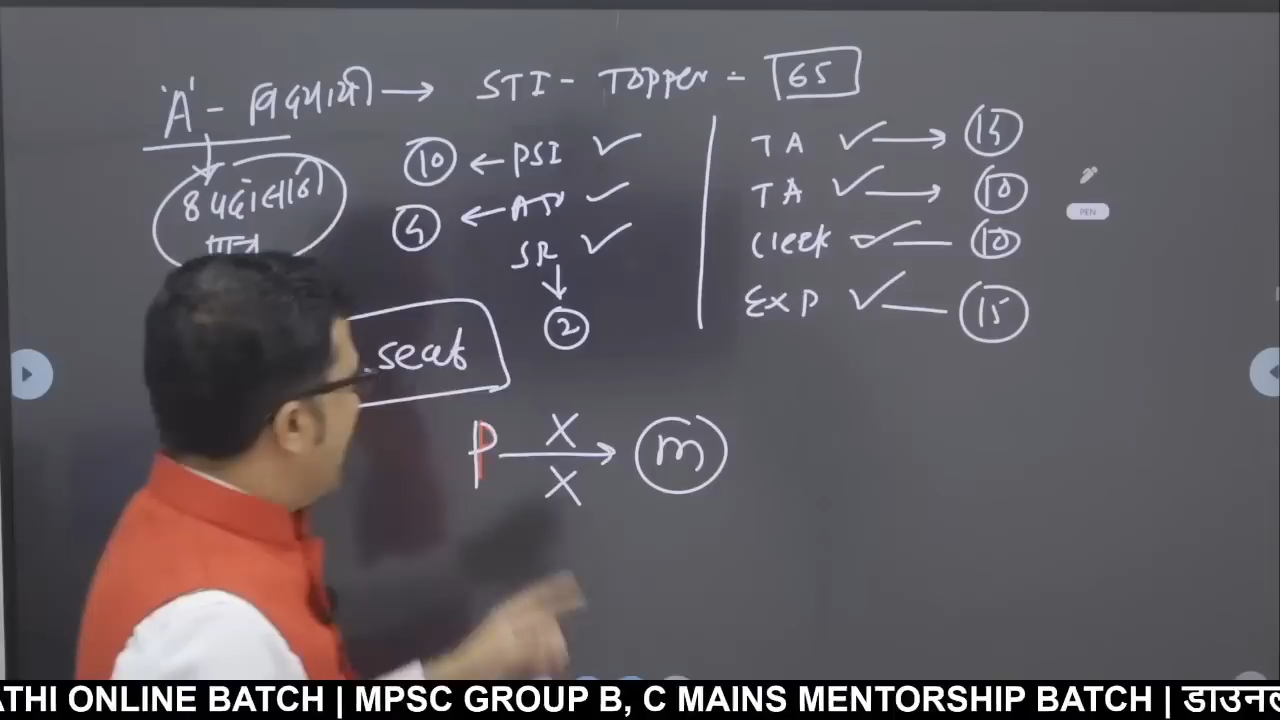 'A' - विद्यार्थी → STI - TOPPER - 65
8 पदांसाठी
पात्र
10 ← PSI ✓
5 ← ASO ✓
SR ✓
↓
2
TA ✓ → 15
TA ✓ → 10
Clerk ✓ — 10
EXP ✓ — 15
seat
P X → m
X
PEN
ATHI ONLINE BATCH | MPSC GROUP B, C MAINS MENTORSHIP BATCH | डाउनल